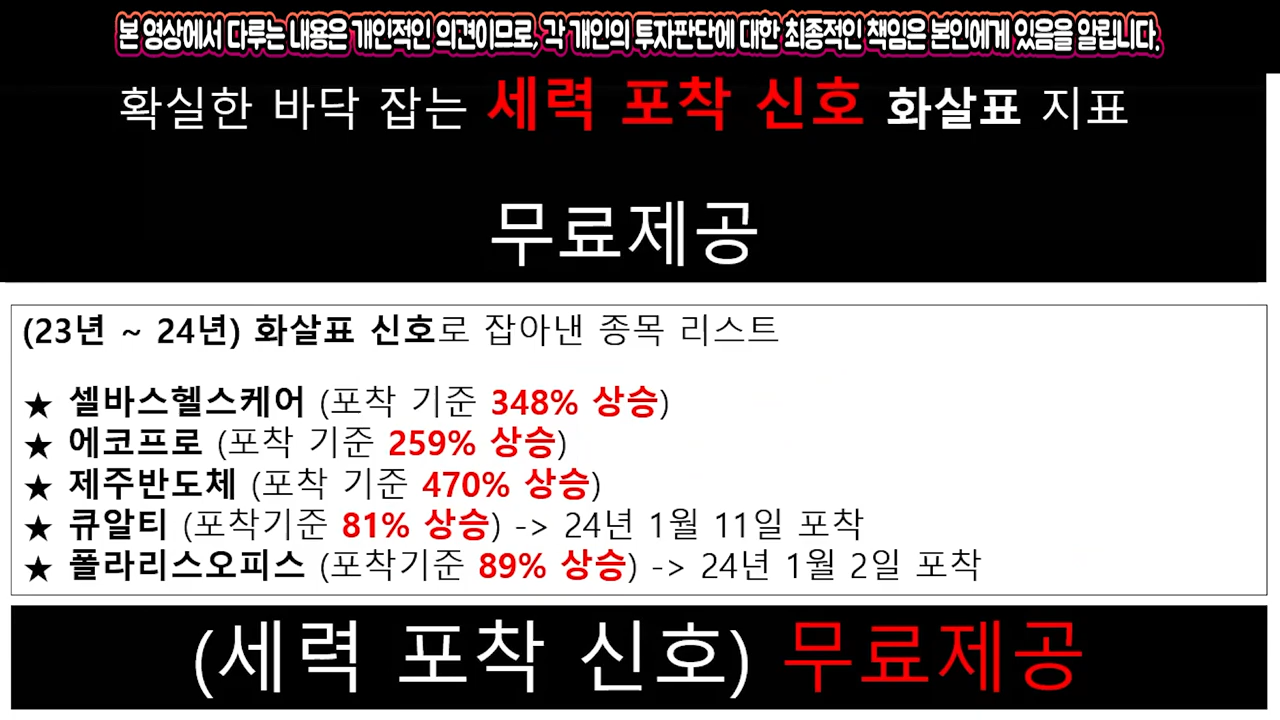 본 영상에서 다루는 내용은 개인적인 의견이므로, 각 개인의 투자판단에 대한 최종적인 책임은 본인에게 있음을 알립니다.
확실한 바닥 잡는 세력 포착 신호 화살표 지표
무료제공
(23년 ~ 24년) 화살표 신호로 잡아낸 종목 리스트
★ 셀바스헬스케어 (포착 기준 348% 상승)
★ 에코프로 (포착 기준 259% 상승)
★ 제주반도체 (포착 기준 470% 상승)
★ 큐알티 (포착기준 81% 상승) -> 24년 1월 11일 포착
★ 폴라리스오피스 (포착기준 89% 상승) -> 24년 1월 2일 포착
(세력 포착 신호) 무료제공